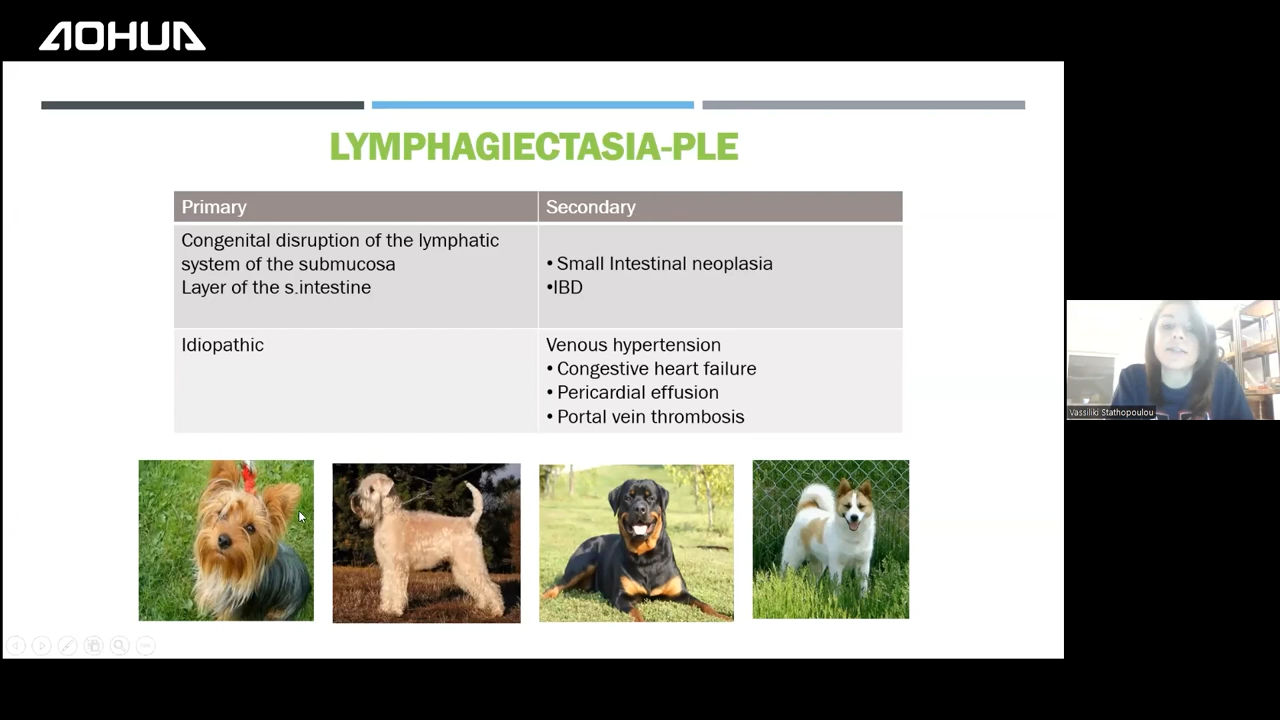 AOHUA
LYMPHAGIECTASIA-PLE
Primary
Secondary
Congenital disruption of the lymphatic
system of the submucosa
Layer of the s.intestine
• Small Intestinal neoplasia
•IBD
Idiopathic
Venous hypertension
• Congestive heart failure
• Pericardial effusion
• Portal vein thrombosis
Vassiliki Stathopoulou